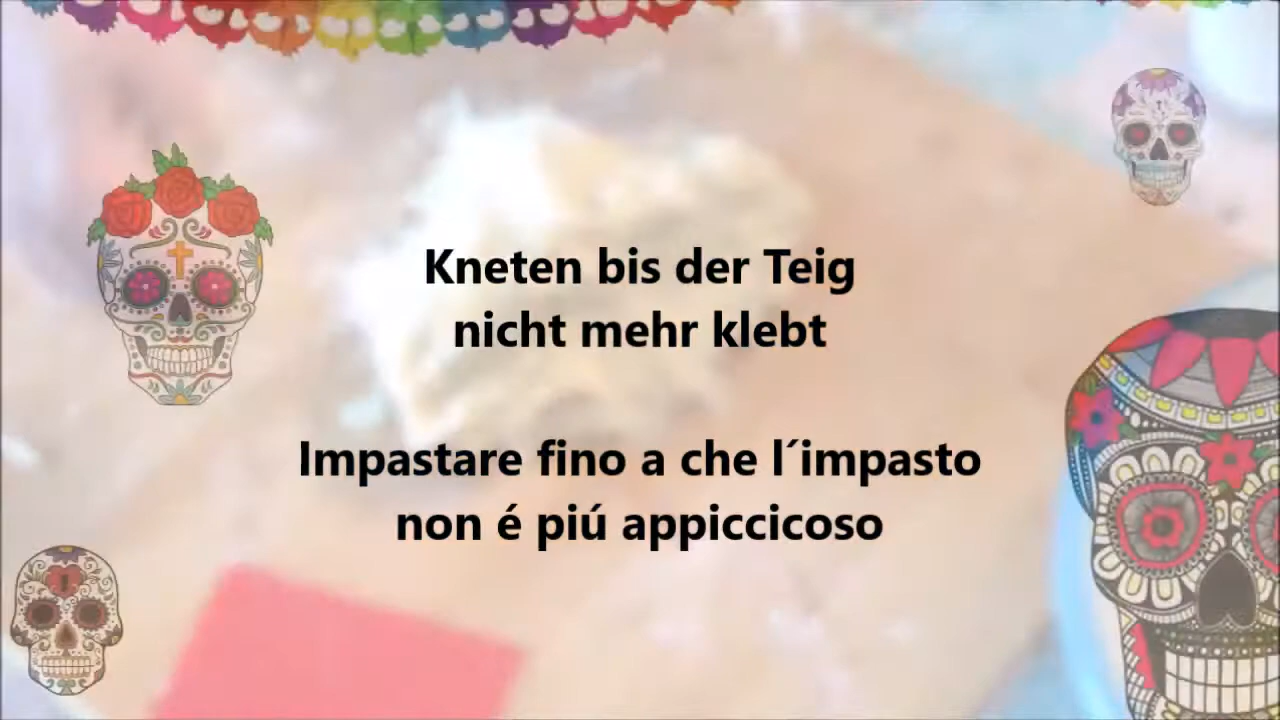 Kneten bis der Teig
nicht mehr klebt
Impastare fino a che l´impasto
non é piú appiccicoso